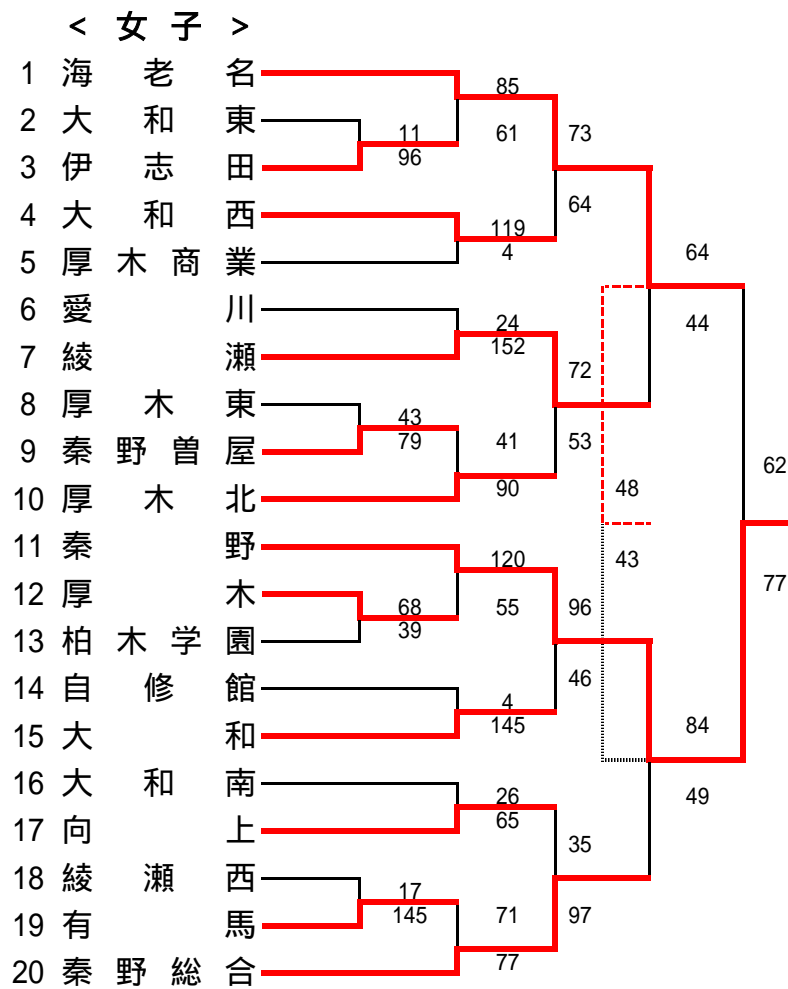 < 女 子 >
1 海 老 名
2 大 和 東
3 伊 志 田
4 大 和 西
5 厚 木 商 業
6 愛 川
7 綾 瀬
8 厚 木 東
9 秦 野 曽 屋
10 厚 木 北
11 秦 野
12 厚 木
13 柏 木 学 園
14 自 修 館
15 大 和
16 大 和 南
17 向 上
18 綾 瀬 西
19 有 馬
20 秦 野 総 合
11
96
43
79
68
39
17
145
85
61
119
4
24
152
41
90
120
55
4
145
26
65
71
77
73
64
72
53
96
46
35
97
48
43
64
44
84
49
62
77